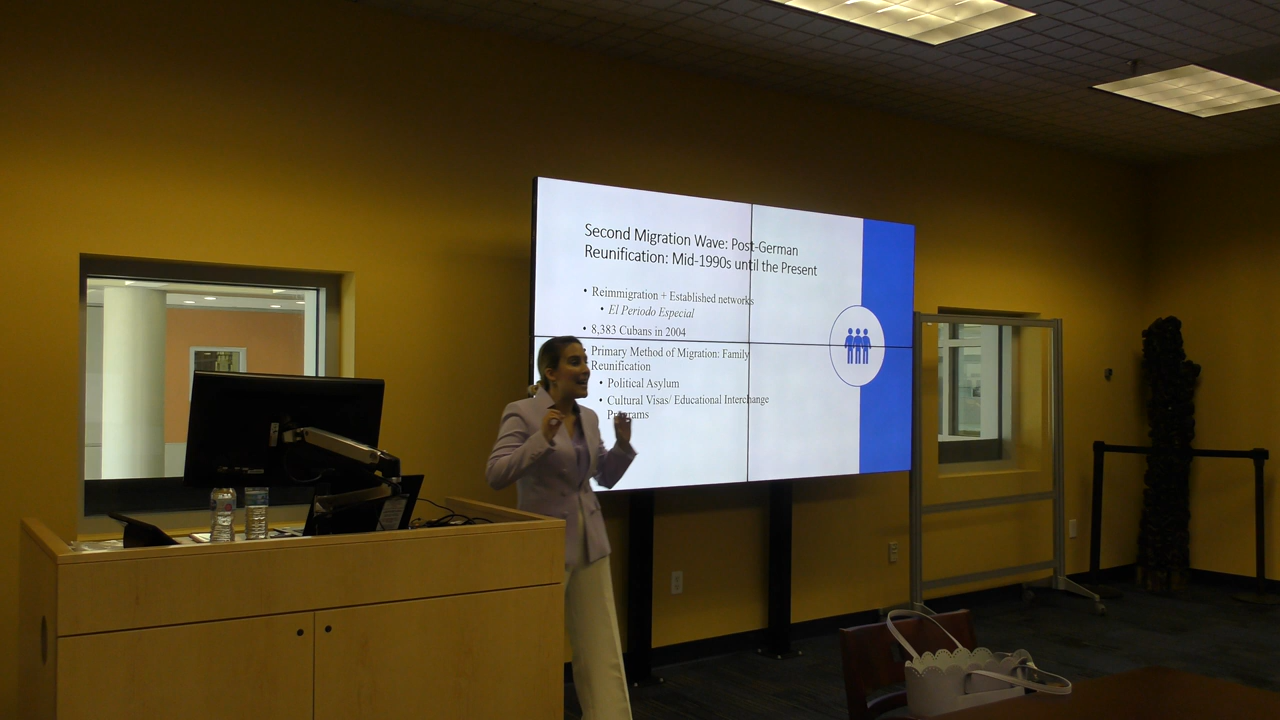 Second Migration Wave: Post-German
Reunification: Mid-1990s until the Present
• Reimmigration + Established networks
• El Periodo Especial
• 8,383 Cubans in 2004
Primary Method of Migration: Family
Reunification
• Political Asylum
• Cultural Visas/ Educational Interchange
Programs